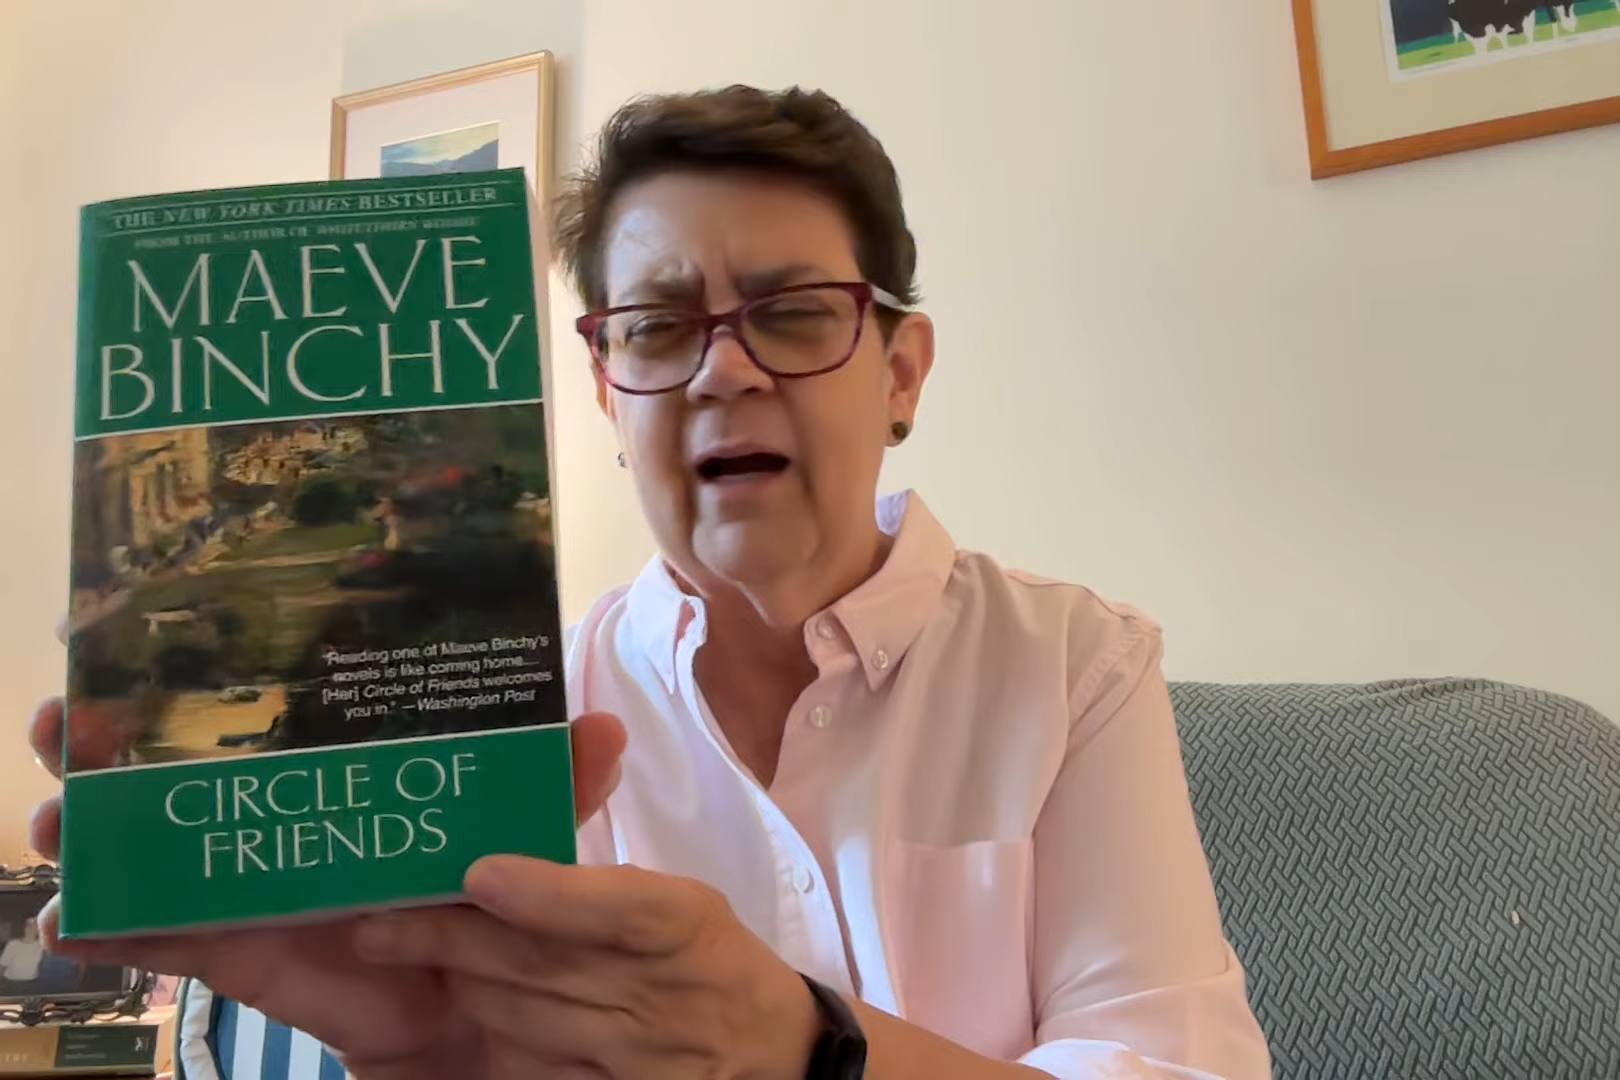 THE NEW YORK TIMES BESTSELLER
FROM THE AUTHOR OF WHITETHORN WOODS
MAEVE
BINCHY
"Reading one of Maeve Binchy's
novels is like coming home—
[Her] Circle of Friends welcomes
you in." —Washington Post
CIRCLE OF
FRIENDS